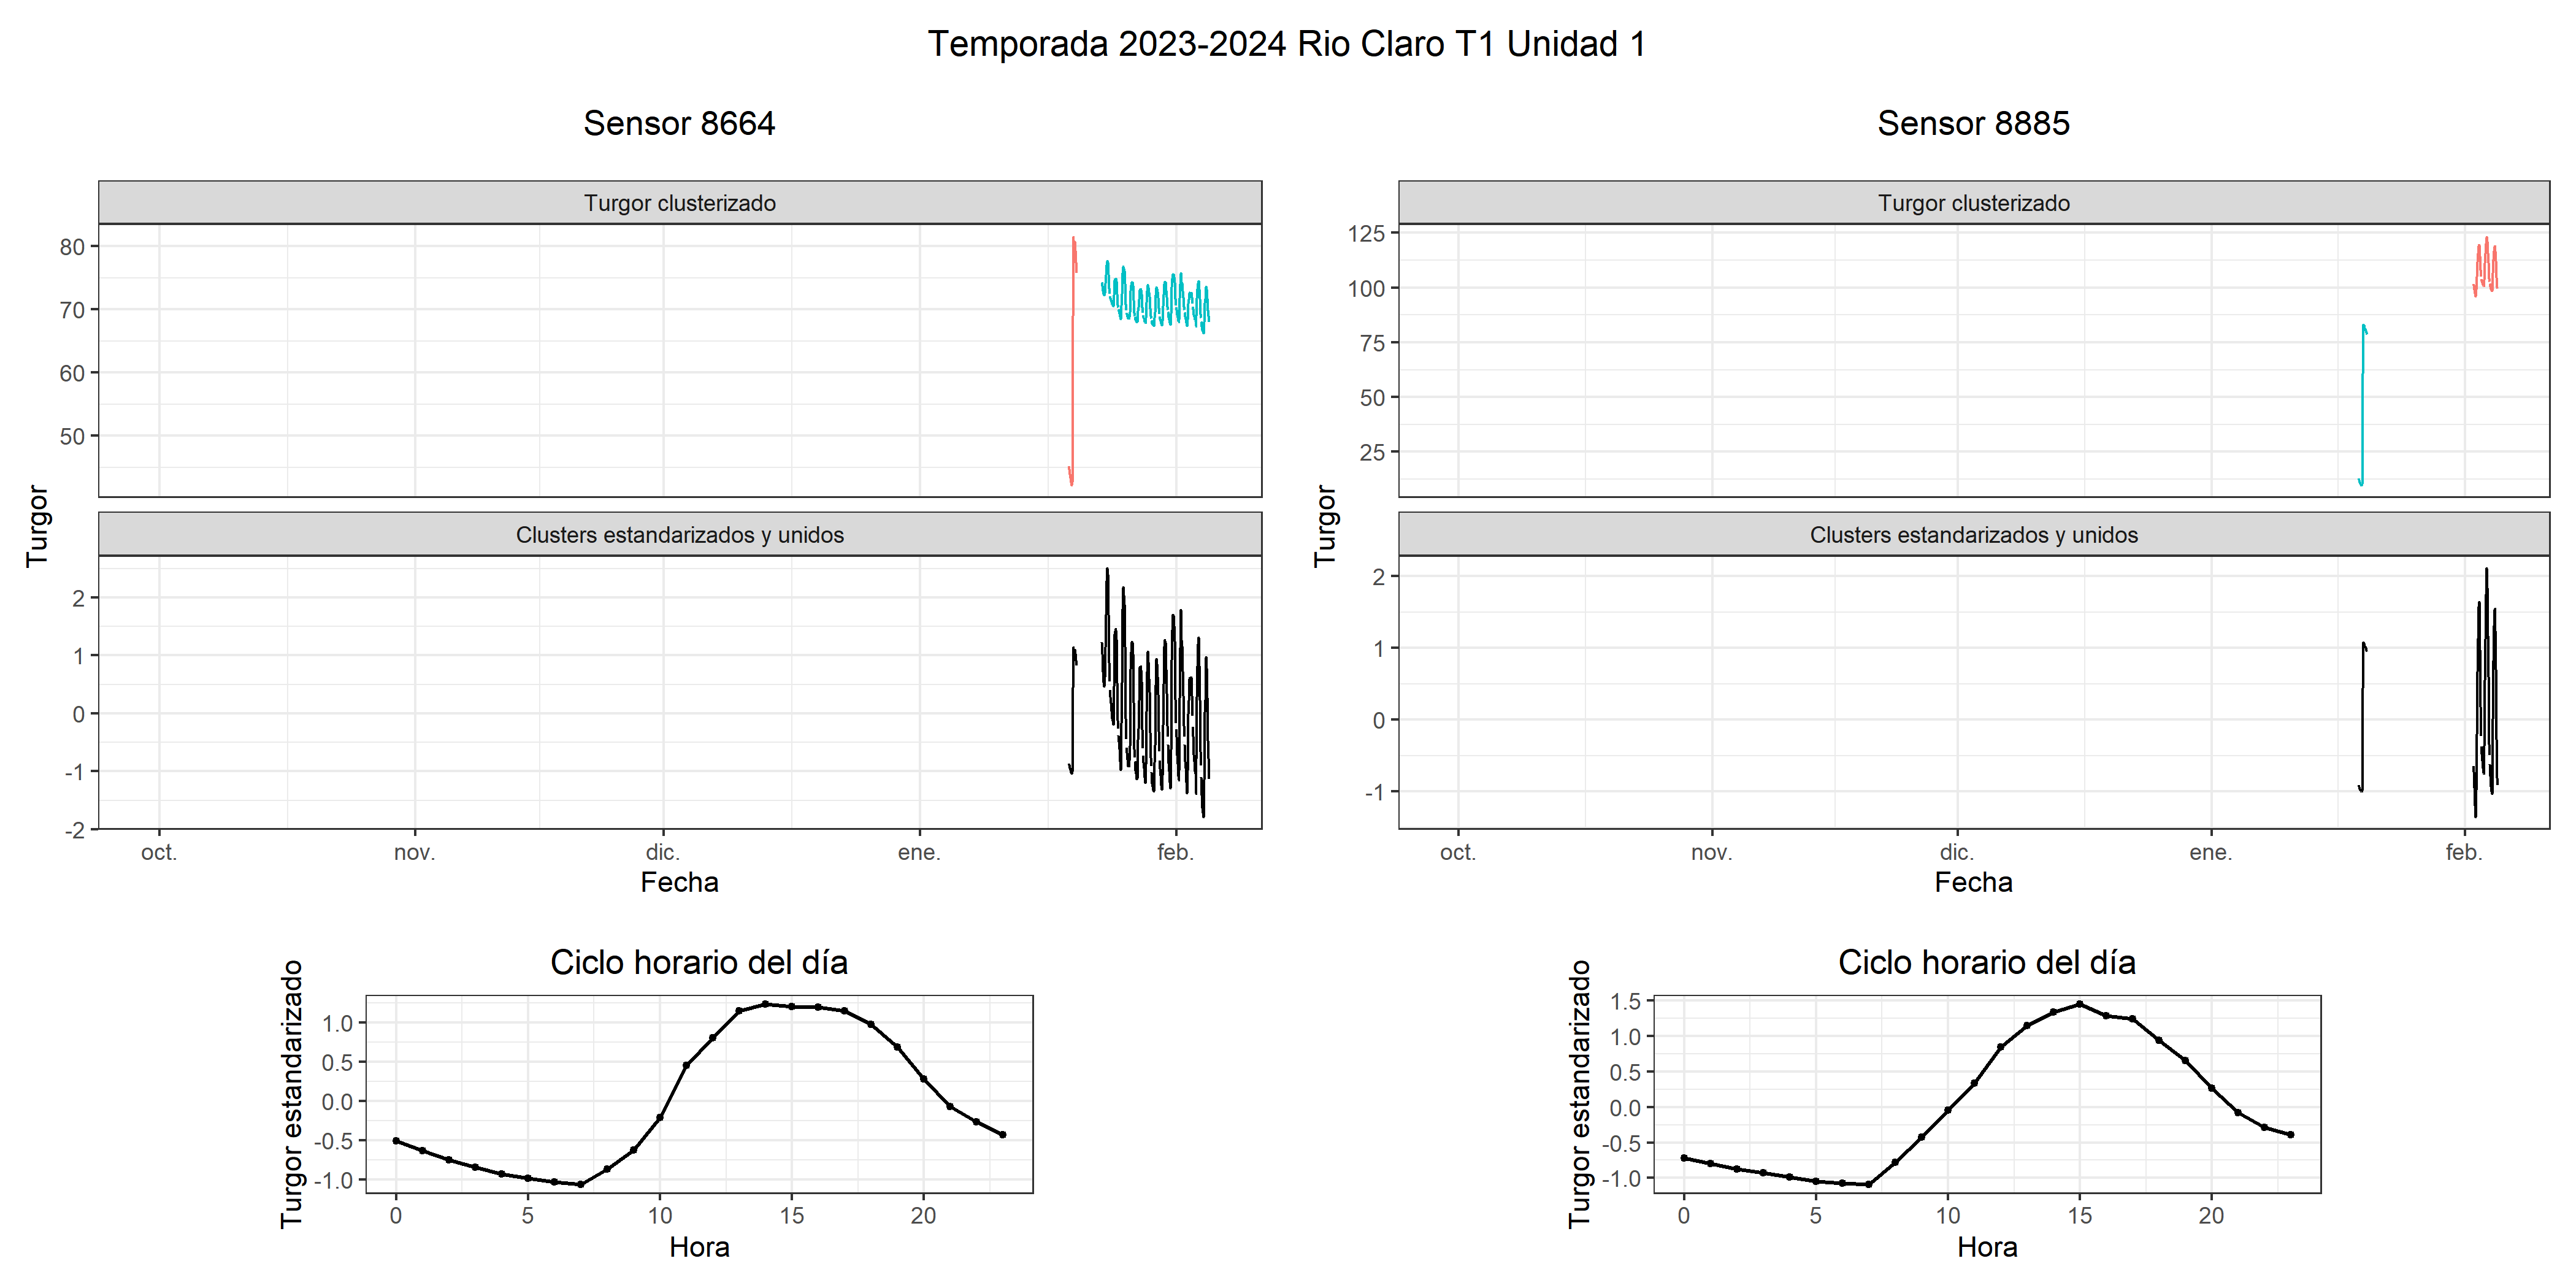 Temporada 2023-2024 Rio Claro T1 Unidad 1
Sensor 8664
Turgor clusterizado
80
70
60
50
Turgor
Clusters estandarizados y unidos
2
1
0
-1
-2
oct. nov. dic. ene. feb.
Fecha
Ciclo horario del día
Turgor estandarizado
1.0
0.5
0.0
-0.5
-1.0
0 5 10 15 20
Hora
Sensor 8885
Turgor clusterizado
125
100
75
50
25
Turgor
Clusters estandarizados y unidos
2
1
0
-1
oct. nov. dic. ene. feb.
Fecha
Ciclo horario del día
Turgor estandarizado
1.5
1.0
0.5
0.0
-0.5
-1.0
0 5 10 15 20
Hora